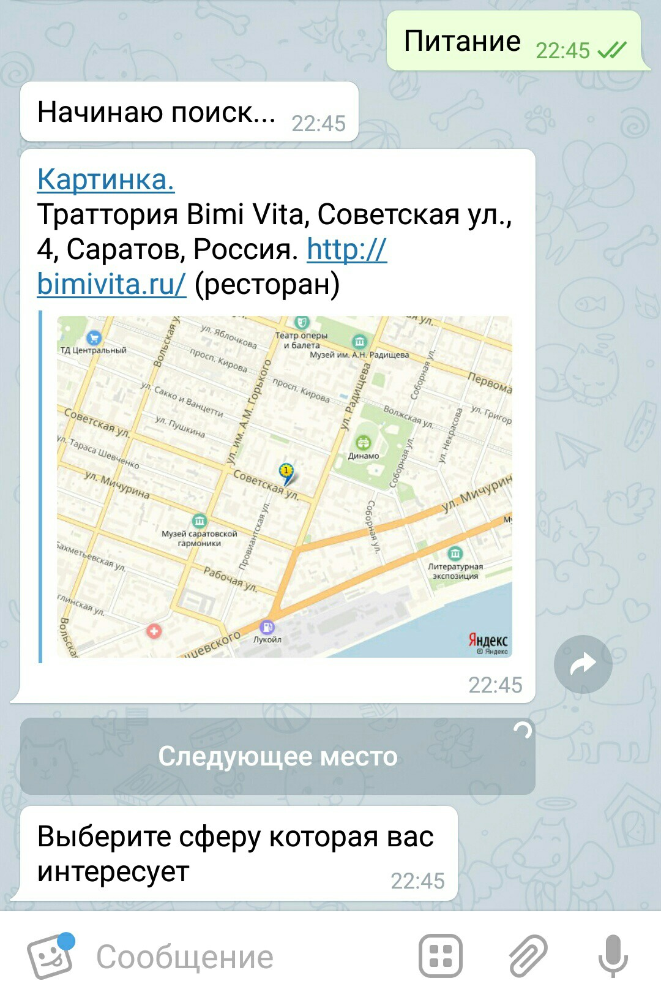 Питание 22:45
Начинаю поиск... 22:45
Картинка.
Траттория Bimi Vita, Советская ул.,
4, Саратов, Россия. http://
bimivita.ru/ (ресторан)
ТД Центральный
Вольская у
ул. Яблочкова
просп. Кирова
Театр оперы
и балета
Музей им. А.Н. Радищева
ул. Сакко и Ванцетти
ул. Пушкина
ул. им. А.М. Горького
просп. Кирова
ул. Радищева
Соборная ул.
Первома
Волжская ул.
ул. Григор
ул. Некрасова
Советская ул.
ул. Тараса Шевченко
ул. Мичурина
Динамо
Соборная ул.
1
Советская ул.
ул. Мичурин
Музей саратовской
гармоники
Провиантская ул.
Соборная ул.
Му
Литературная
экспозиция
Бахметьевская ул.
Рабочая ул.
глинская ул.
Вольская
Лукойл
шевского
Яндекс
© Яндекс
22:45
Следующее место
Выберите сферу которая вас
интересует 22:45
Сообщение